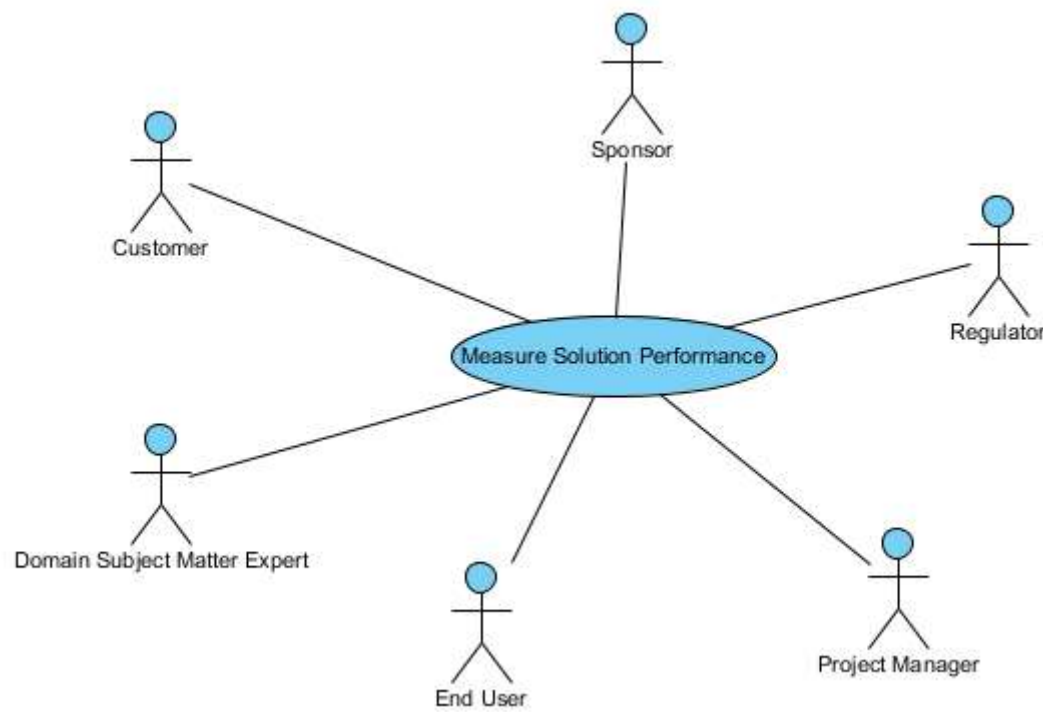 Sponsor
Customer
Regulator
Measure Solution Performance
Domain Subject Matter Expert
Project Manager
End User